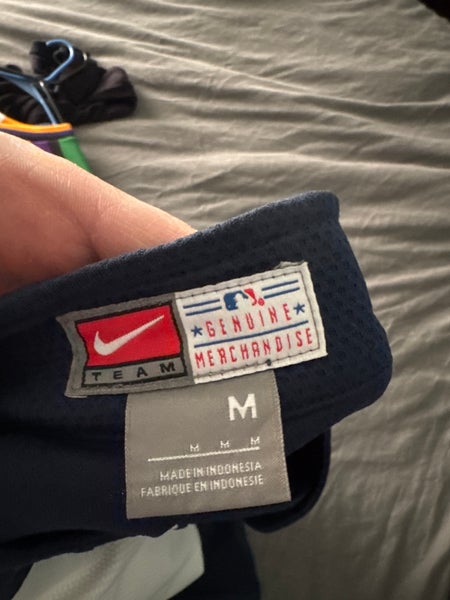 GENUINE
MERCHANDISE
TEAM
M
M M M
MADE IN INDONESIA
FABRIQUE EN INDONESIE